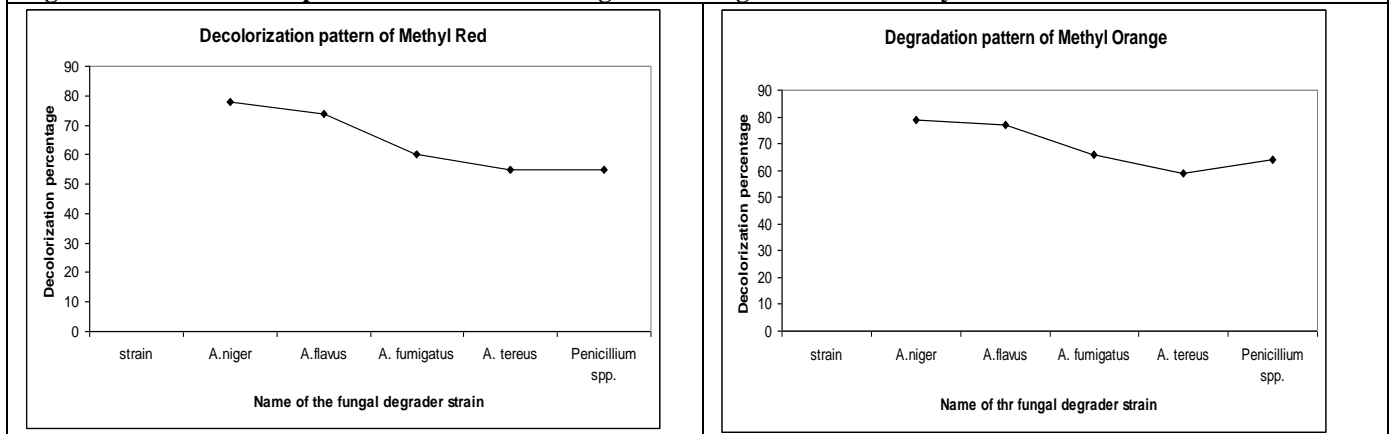 Decolorization pattern of Methyl Red
Decolorization percentage
90
80
70
60
50
40
30
20
10
0
strain A.niger A.flavus A. fumigatus A. tereus Penicillium
spp.
Name of the fungal degrader strain
Degradation pattern of Methyl Orange
Decolorization percentage
90
80
70
60
50
40
30
20
10
0
strain A.niger A.flavus A. fumigatus A. tereus Penicillium
spp.
Name of thr fungal degrader strain